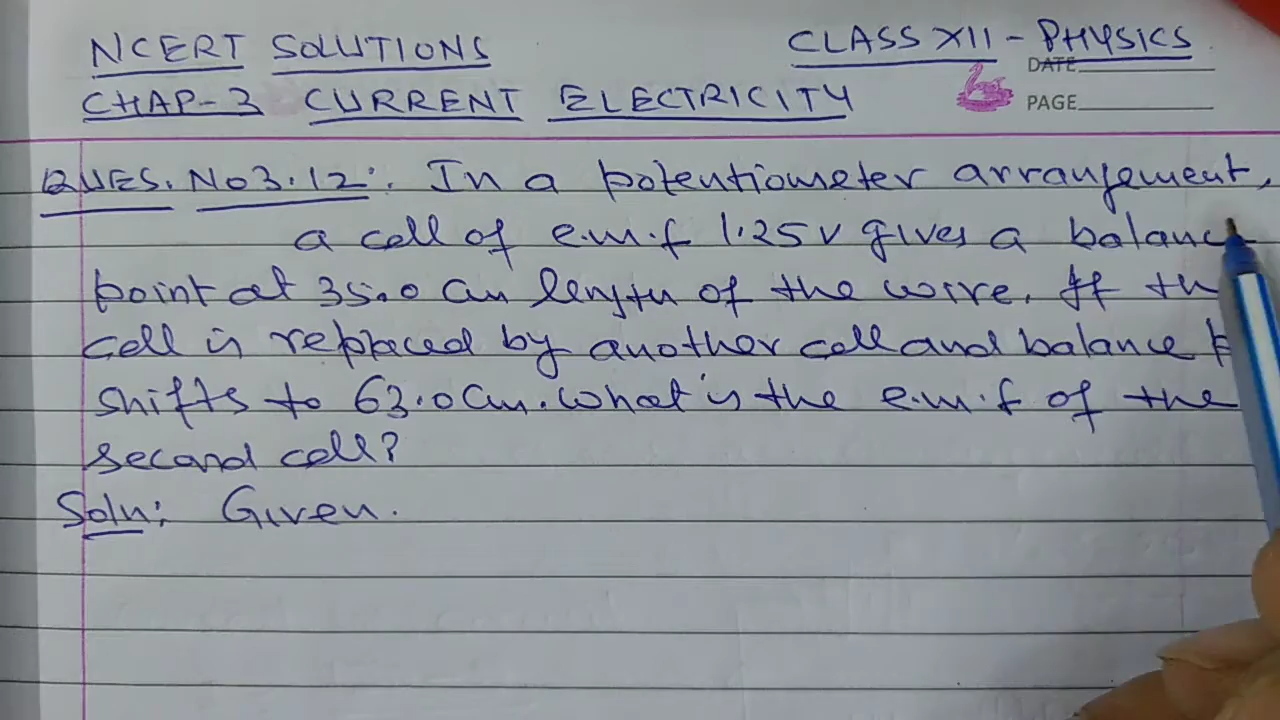 NCERT SOLUTIONS CLASS XII - PHYSICS
DATE
CHAP-3 CURRENT ELECTRICITY
PAGE
QUES. No 3.12:. In a potentiometer arrangement,
a cell of e.m.f 1.25V gives a balanc
point at 35.0 cm length of the wire. If th
cell is replaced by another cell and balance
shifts to 63.0 cm. What is the e.m.f of the
second cell?
Soln: Given.